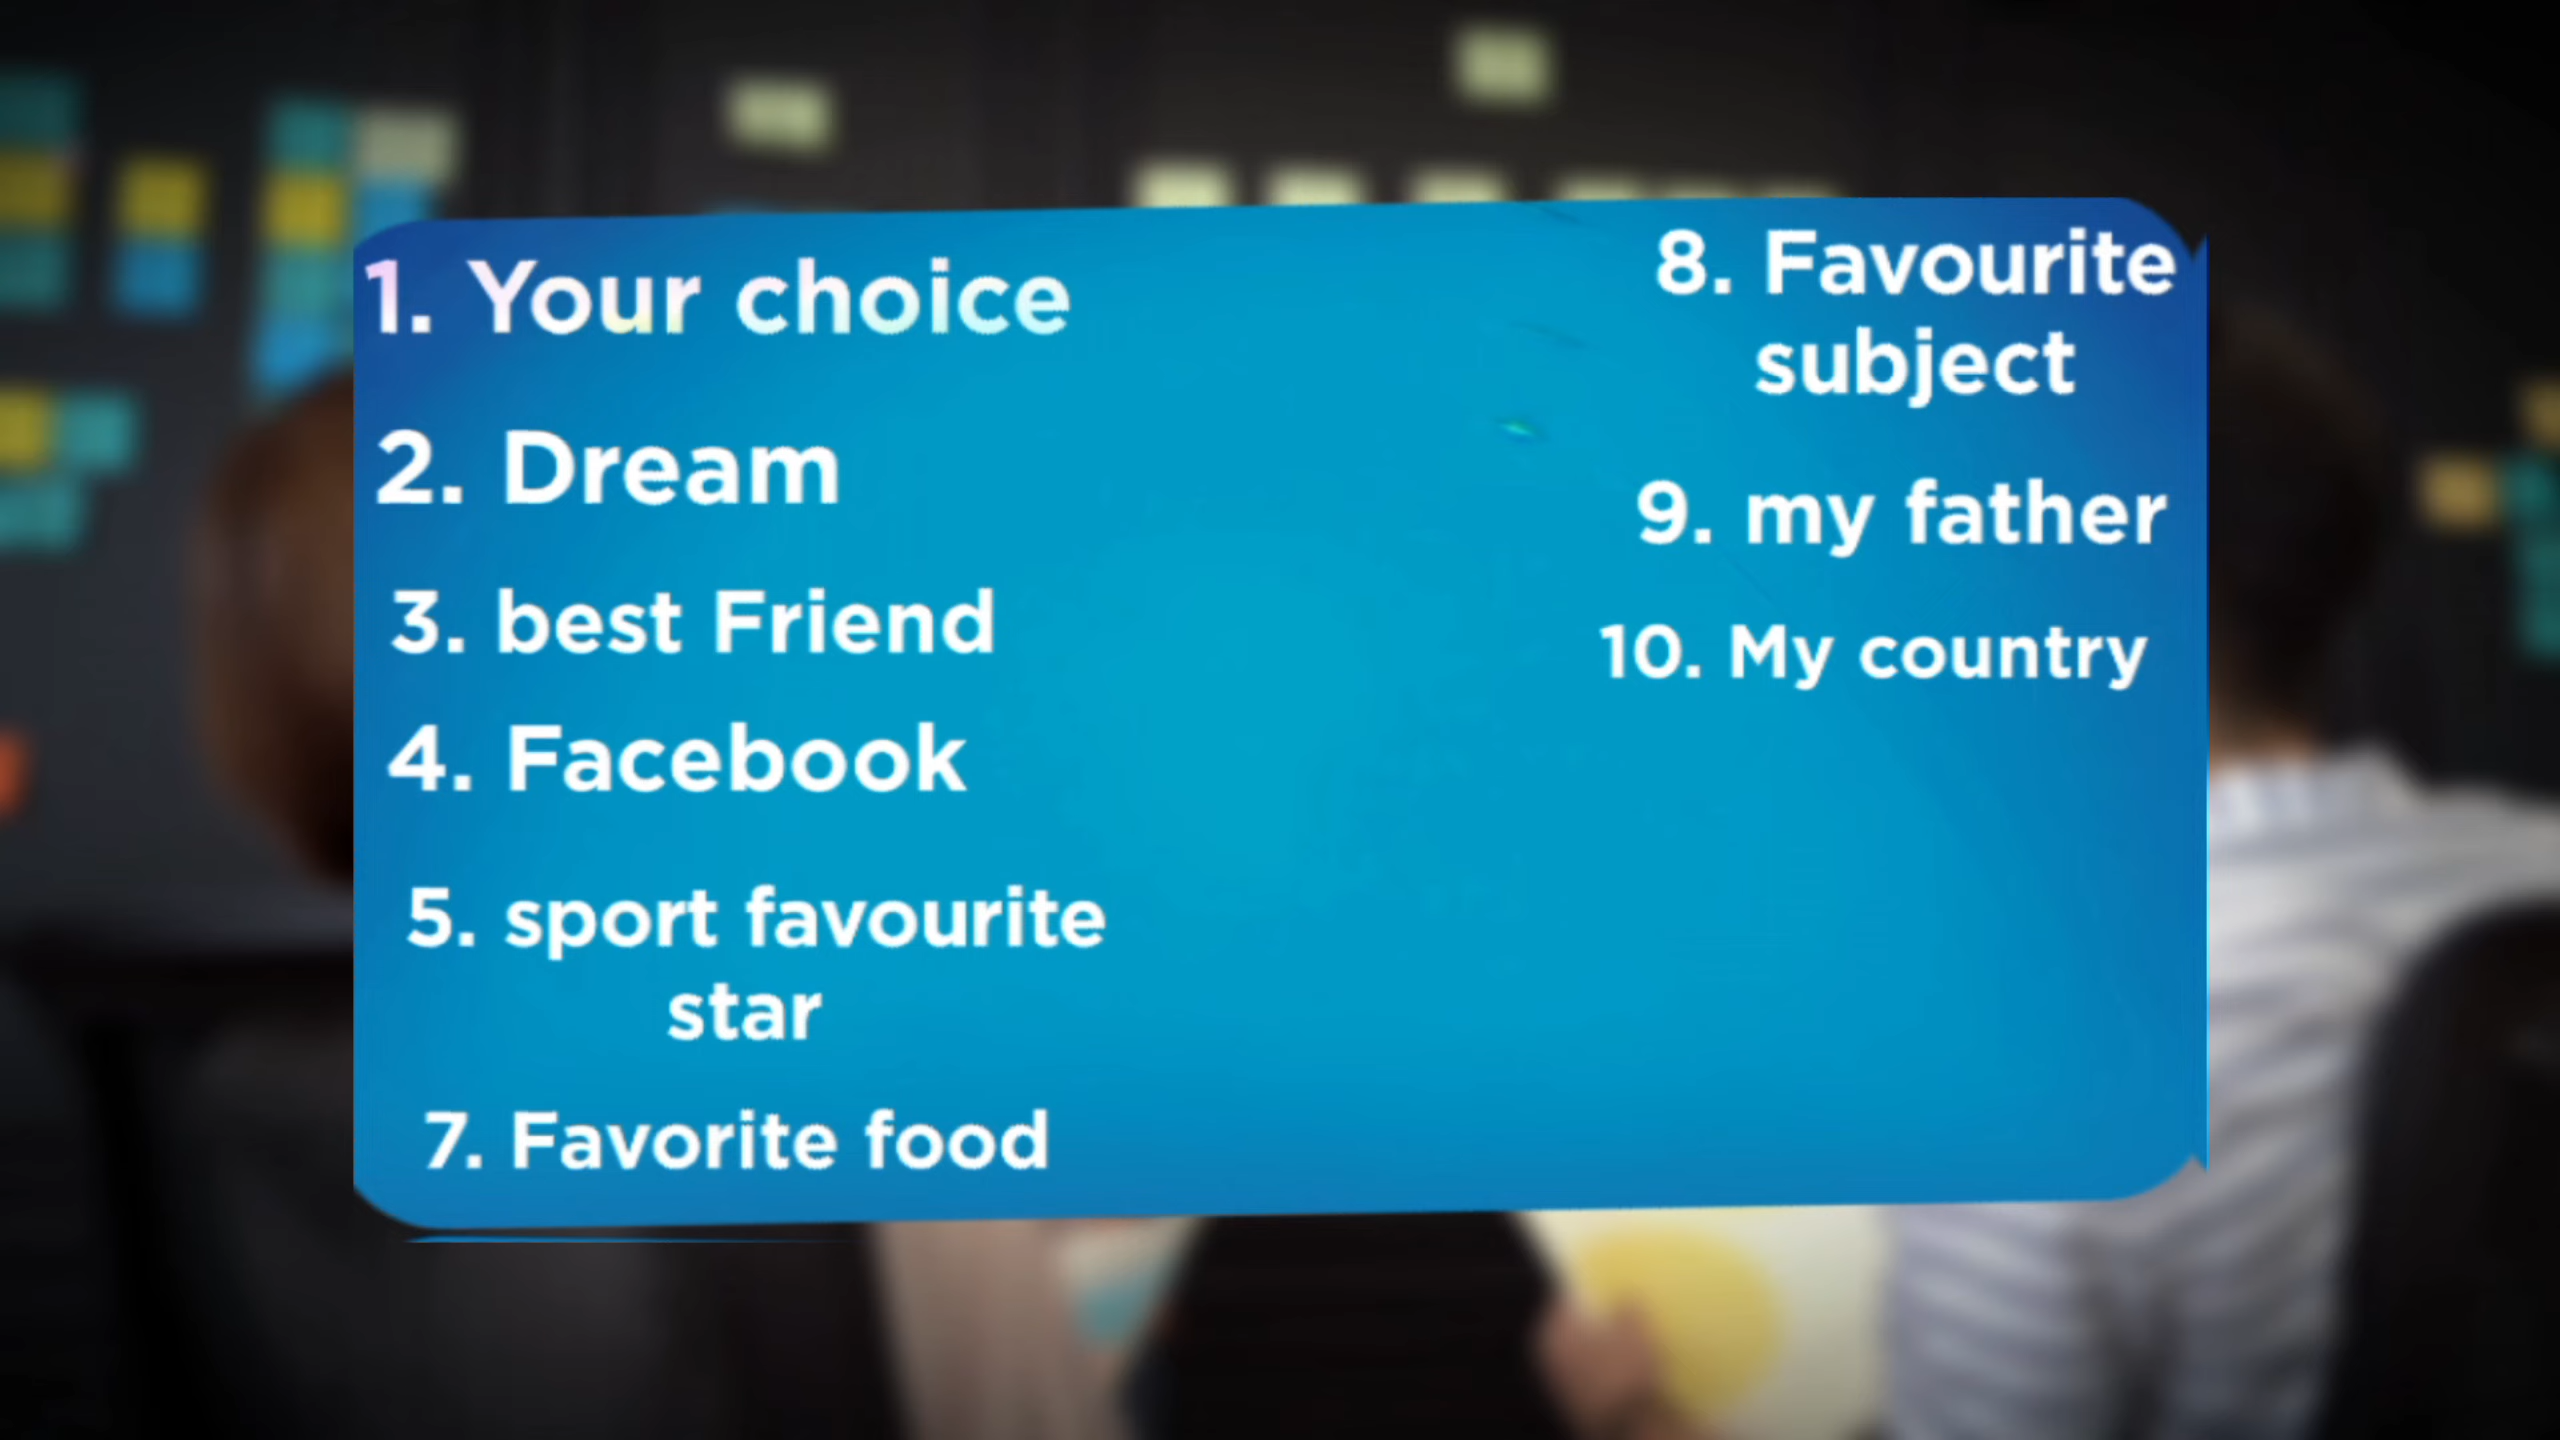 1. Your choice
2. Dream
3. best Friend
4. Facebook
5. sport favourite
star
7. Favorite food
8. Favourite
subject
9. my father
10. My country